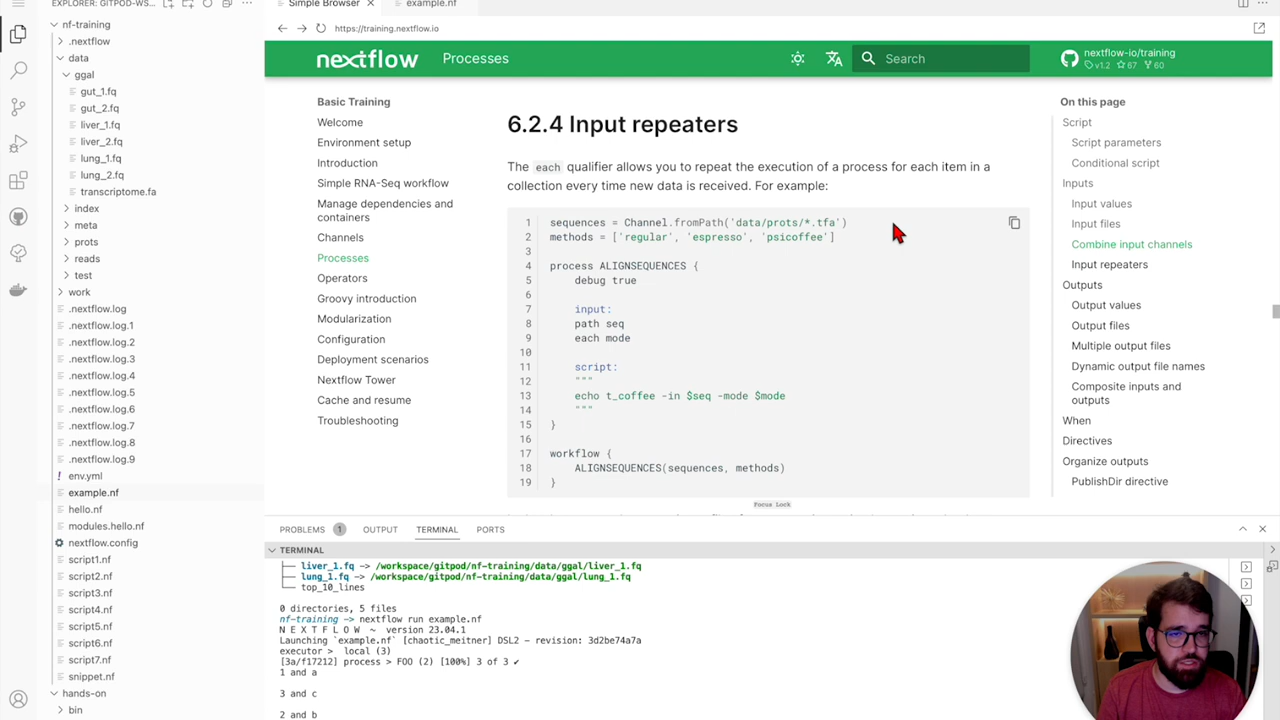 EXPLORER: GITPOD-WS...
Simple Browser
example.nf
https://training.nextflow.io
nextflow
Processes
Search
nextflow-io/training
v1.2 67 60
nf-training
.nextflow
data
ggal
gut_1.fq
gut_2.fq
liver_1.fq
liver_2.fq
lung_1.fq
lung_2.fq
transcriptome.fa
index
meta
prots
reads
test
work
.nextflow.log
.nextflow.log.1
.nextflow.log.2
.nextflow.log.3
.nextflow.log.4
.nextflow.log.5
.nextflow.log.6
.nextflow.log.7
.nextflow.log.8
.nextflow.log.9
env.yml
example.nf
hello.nf
modules.hello.nf
nextflow.config
script1.nf
script2.nf
script3.nf
script4.nf
script5.nf
script6.nf
script7.nf
snippet.nf
hands-on
bin
Basic Training
Welcome
Environment setup
Introduction
Simple RNA-Seq workflow
Manage dependencies and
containers
Channels
Processes
Operators
Groovy introduction
Modularization
Configuration
Deployment scenarios
Nextflow Tower
Cache and resume
Troubleshooting
6.2.4 Input repeaters
The each qualifier allows you to repeat the execution of a process for each item in a
collection every time new data is received. For example:
1 sequences = Channel.fromPath('data/prots/*.tfa')
2 methods = ['regular', 'espresso', 'psicoffee']
3
4 process ALIGNSEQUENCES {
5 debug true
6
7 input:
8 path seq
9 each mode
10
11 script:
12 """
13 echo t_coffee -in $seq -mode $mode
14 """
15 }
16
17 workflow {
18 ALIGNSEQUENCES(sequences, methods)
19 }
Focus Lock
On this page
Script
Script parameters
Conditional script
Inputs
Input values
Input files
Combine input channels
Input repeaters
Outputs
Output values
Output files
Multiple output files
Dynamic output file names
Composite inputs and
outputs
When
Directives
Organize outputs
PublishDir directive
PROBLEMS 1 OUTPUT TERMINAL PORTS
TERMINAL
├── liver_1.fq -> /workspace/gitpod/nf-training/data/ggal/liver_1.fq
├── lung_1.fq -> /workspace/gitpod/nf-training/data/ggal/lung_1.fq
└── top_10_lines
0 directories, 5 files
nf-training -> nextflow run example.nf
N E X T F L O W ~ version 23.04.1
Launching `example.nf` [chaotic_meitner] DSL2 - revision: 3d2be74a7a
executor > local (3)
[3a/f17212] process > FOO (2) [100%] 3 of 3 ✔
1 and a
3 and c
2 and b